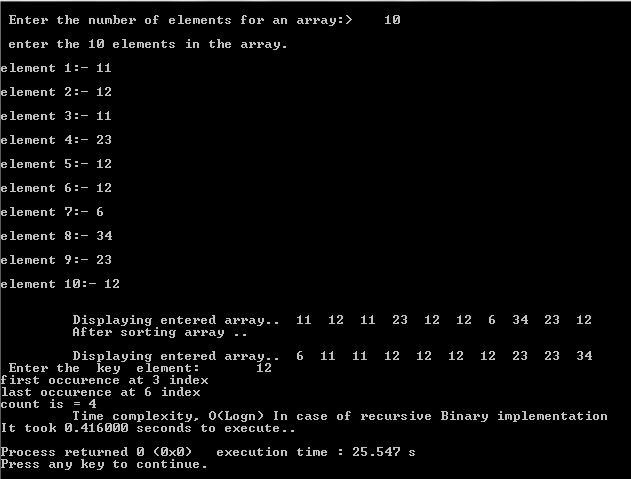 Enter the number of elements for an array:>    10
enter the 10 elements in the array.
element 1:- 11
element 2:- 12
element 3:- 11
element 4:- 23
element 5:- 12
element 6:- 12
element 7:- 6
element 8:- 34
element 9:- 23
element 10:- 12
Displaying entered array..  11  12  11  23  12  12  6  34  23  12
After sorting array ..
Displaying entered array..  6  11  11  12  12  12  12  23  23  34
Enter the  key  element:       12
first occurence at 3 index
last occurence at 6 index
count is = 4
Time complexity, O(Logn) In case of recursive Binary implementation
It took 0.416000 seconds to execute..
Process returned 0 (0x0)   execution time : 25.547 s
Press any key to continue.